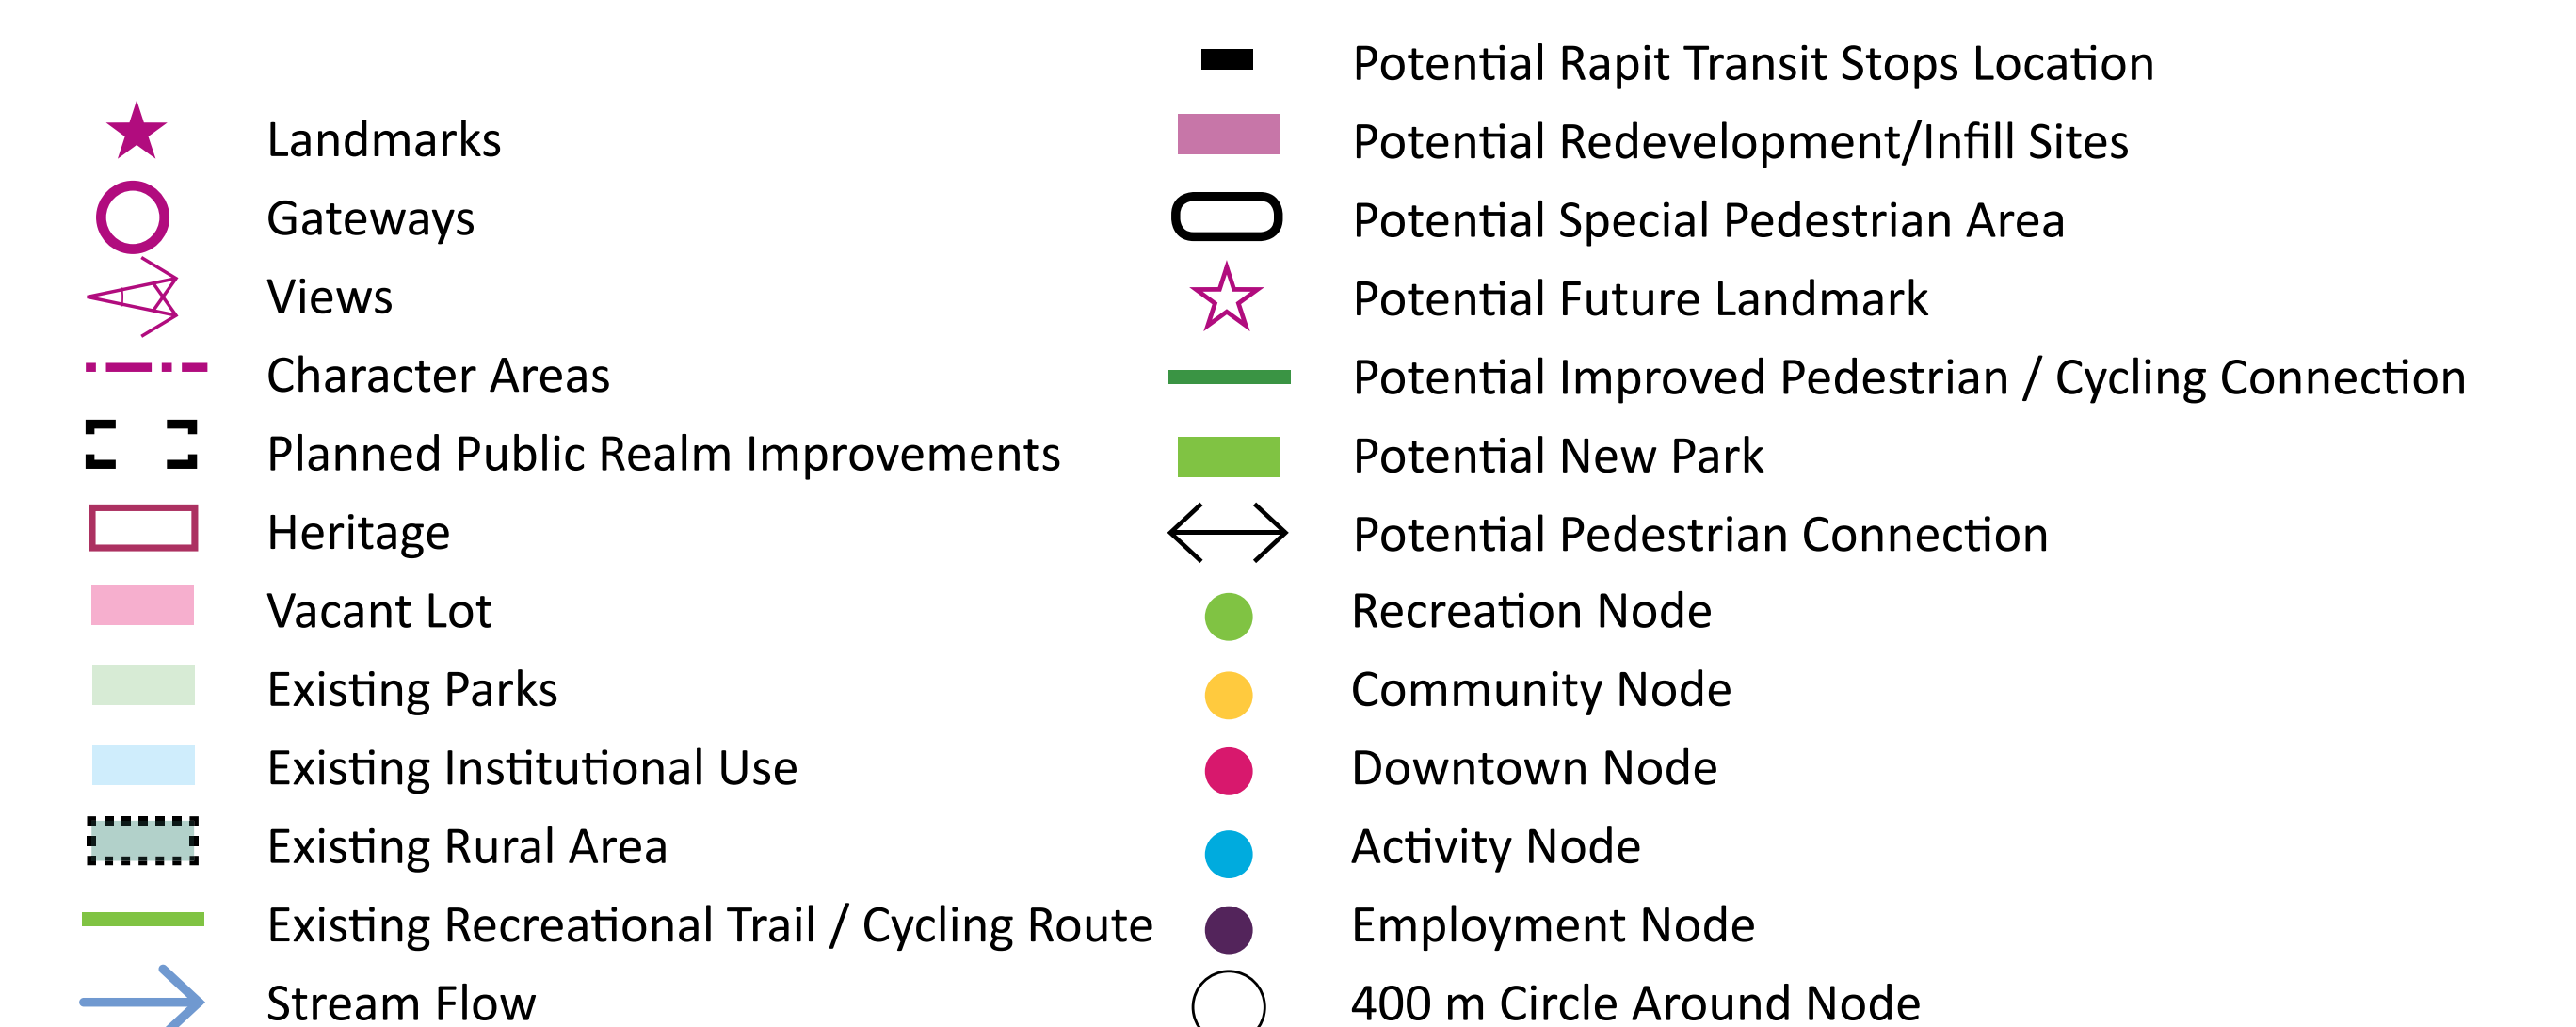 Landmarks
Gateways
Views
Character Areas
Planned Public Realm Improvements
Heritage
Vacant Lot
Existing Parks
Existing Institutional Use
Existing Rural Area
Existing Recreational Trail / Cycling Route
Stream Flow
Potential Rapit Transit Stops Location
Potential Redevelopment/Infill Sites
Potential Special Pedestrian Area
Potential Future Landmark
Potential Improved Pedestrian / Cycling Connection
Potential New Park
Potential Pedestrian Connection
Recreation Node
Community Node
Downtown Node
Activity Node
Employment Node
400 m Circle Around Node